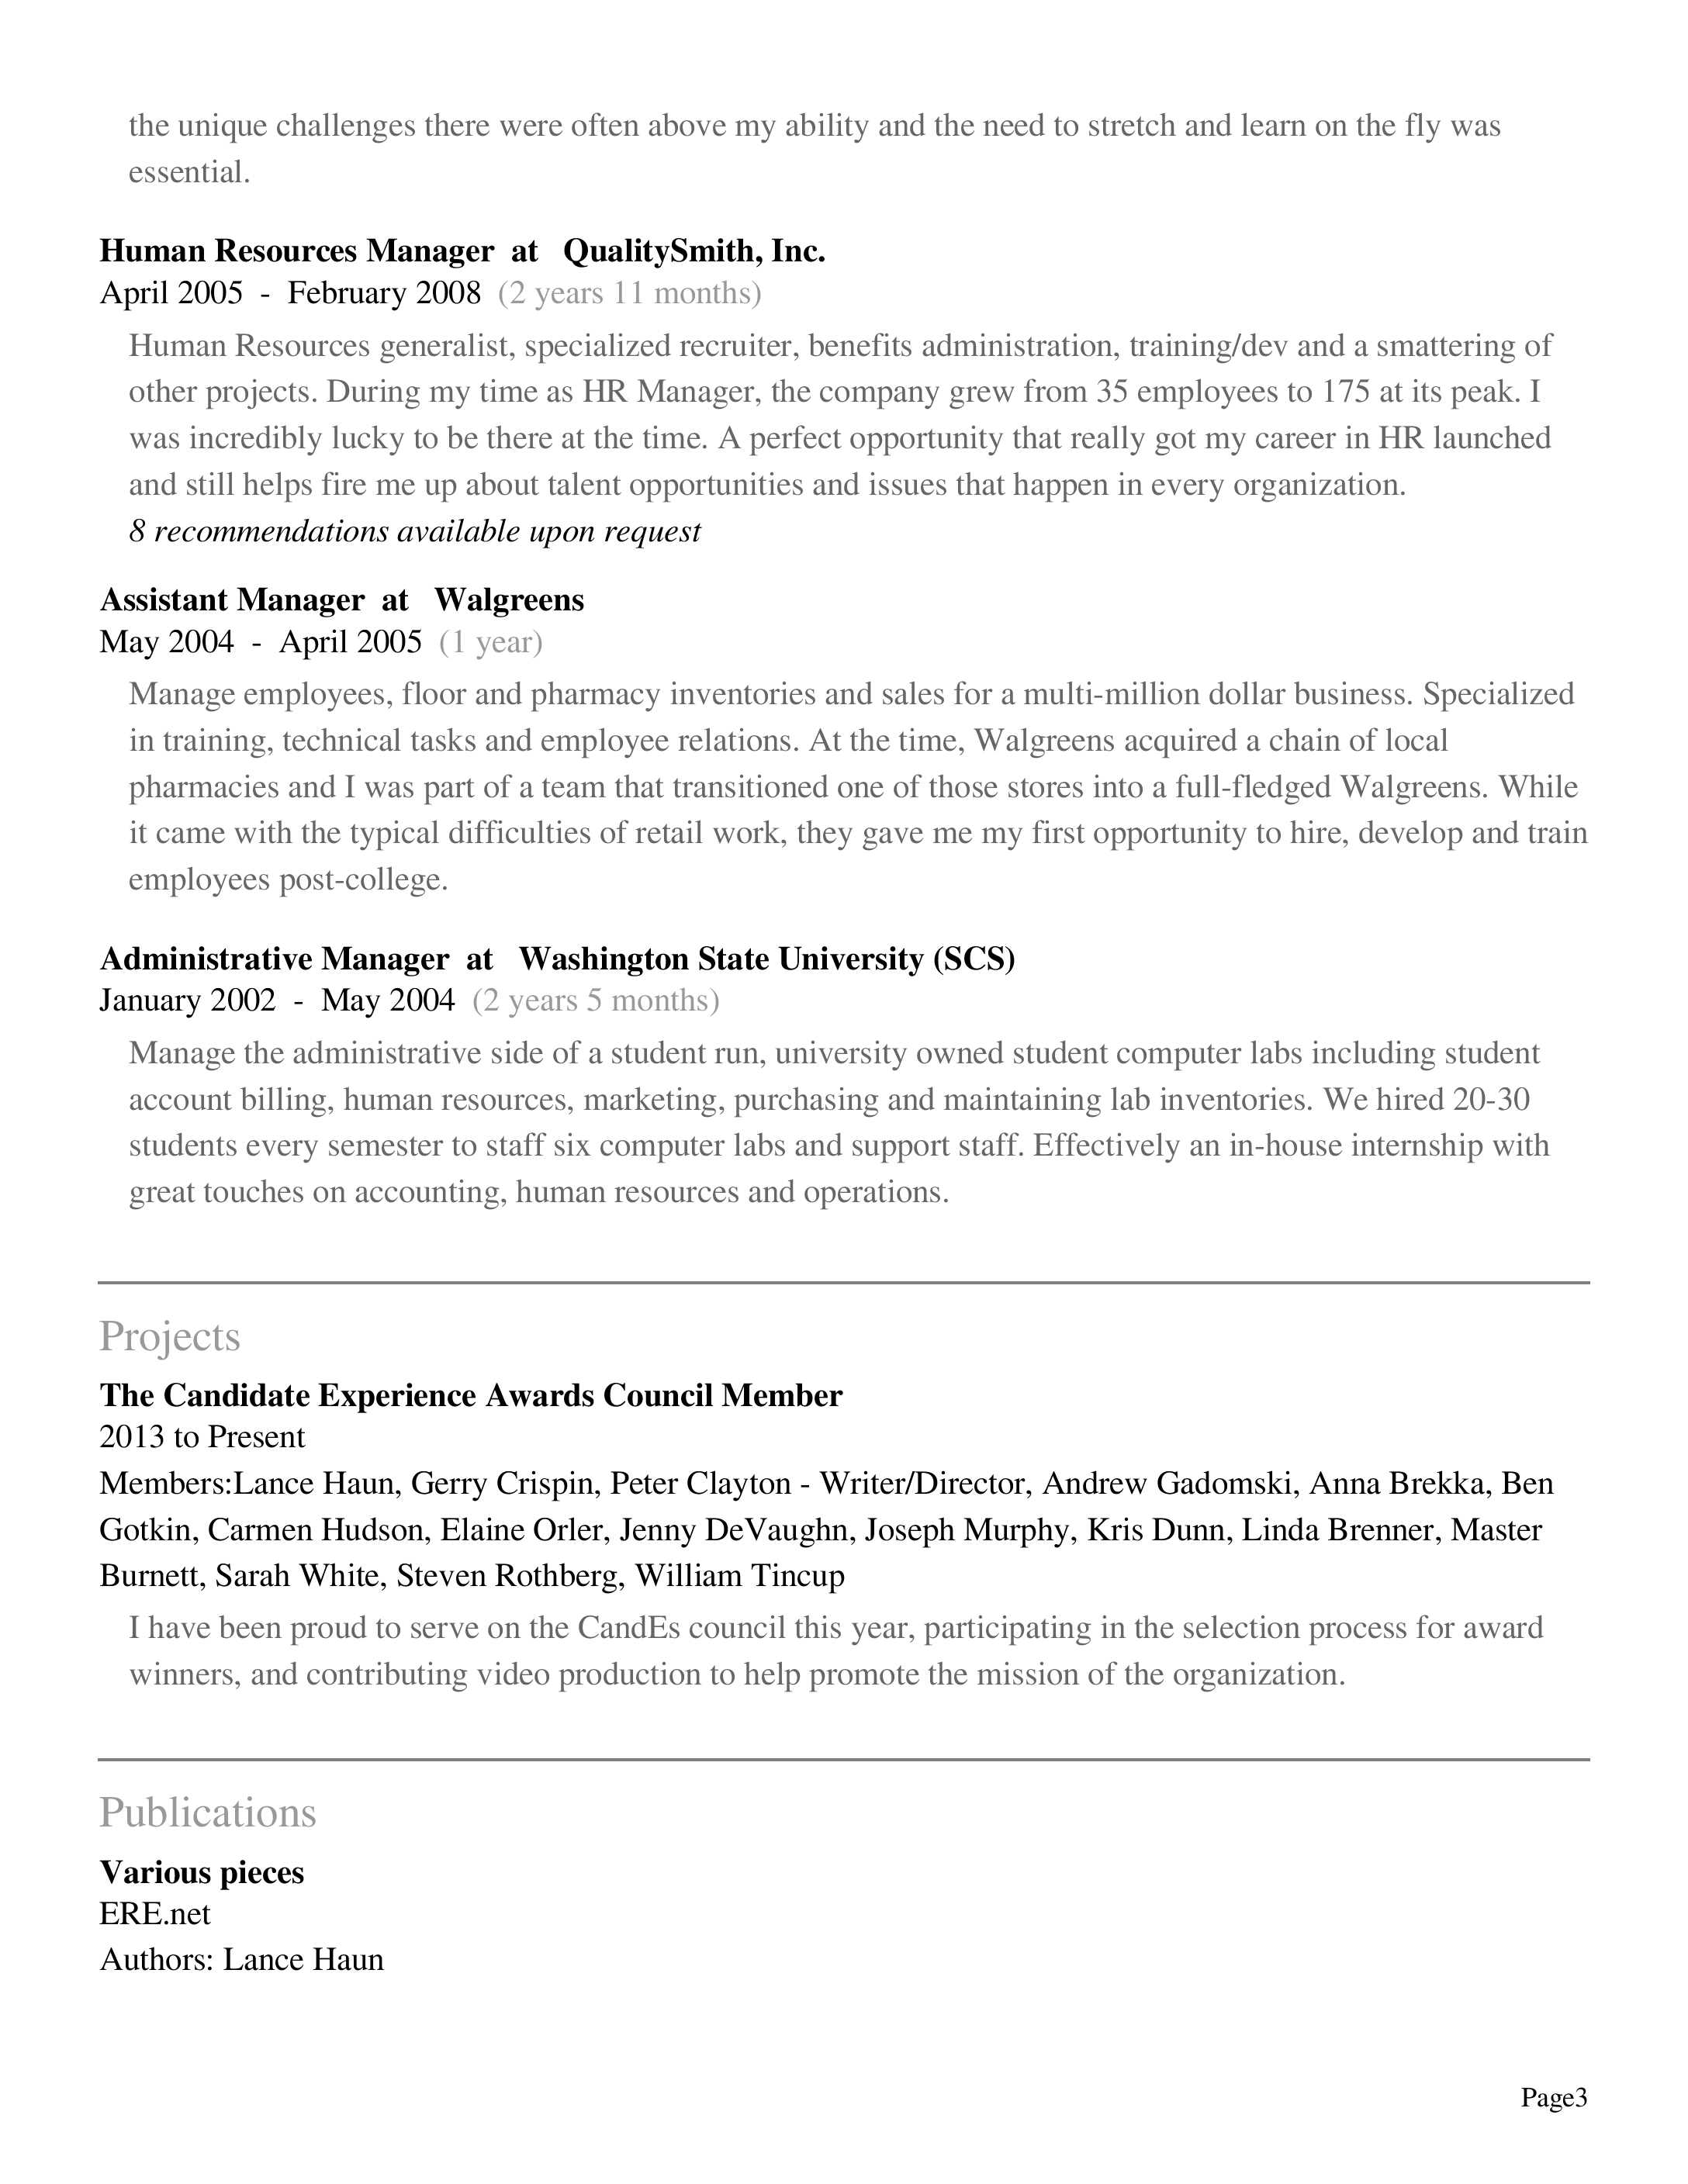 the unique challenges there were often above my ability and the need to stretch and learn on the fly was
essential.
Human Resources Manager at QualitySmith, Inc.
April 2005 - February 2008 (2 years 11 months)
Human Resources generalist, specialized recruiter, benefits administration, training/dev and a smattering of
other projects. During my time as HR Manager, the company grew from 35 employees to 175 at its peak. I
was incredibly lucky to be there at the time. A perfect opportunity that really got my career in HR launched
and still helps fire me up about talent opportunities and issues that happen in every organization.
8 recommendations available upon request
Assistant Manager at Walgreens
May 2004 - April 2005 (1 year)
Manage employees, floor and pharmacy inventories and sales for a multi-million dollar business. Specialized
in training, technical tasks and employee relations. At the time, Walgreens acquired a chain of local
pharmacies and I was part of a team that transitioned one of those stores into a full-fledged Walgreens. While
it came with the typical difficulties of retail work, they gave me my first opportunity to hire, develop and train
employees post-college.
Administrative Manager at Washington State University (SCS)
January 2002 - May 2004 (2 years 5 months)
Manage the administrative side of a student run, university owned student computer labs including student
account billing, human resources, marketing, purchasing and maintaining lab inventories. We hired 20-30
students every semester to staff six computer labs and support staff. Effectively an in-house internship with
great touches on accounting, human resources and operations.
Projects
The Candidate Experience Awards Council Member
2013 to Present
Members:Lance Haun, Gerry Crispin, Peter Clayton - Writer/Director, Andrew Gadomski, Anna Brekka, Ben
Gotkin, Carmen Hudson, Elaine Orler, Jenny DeVaughn, Joseph Murphy, Kris Dunn, Linda Brenner, Master
Burnett, Sarah White, Steven Rothberg, William Tincup
I have been proud to serve on the CandEs council this year, participating in the selection process for award
winners, and contributing video production to help promote the mission of the organization.
Publications
Various pieces
ERE.net
Authors: Lance Haun
Page3